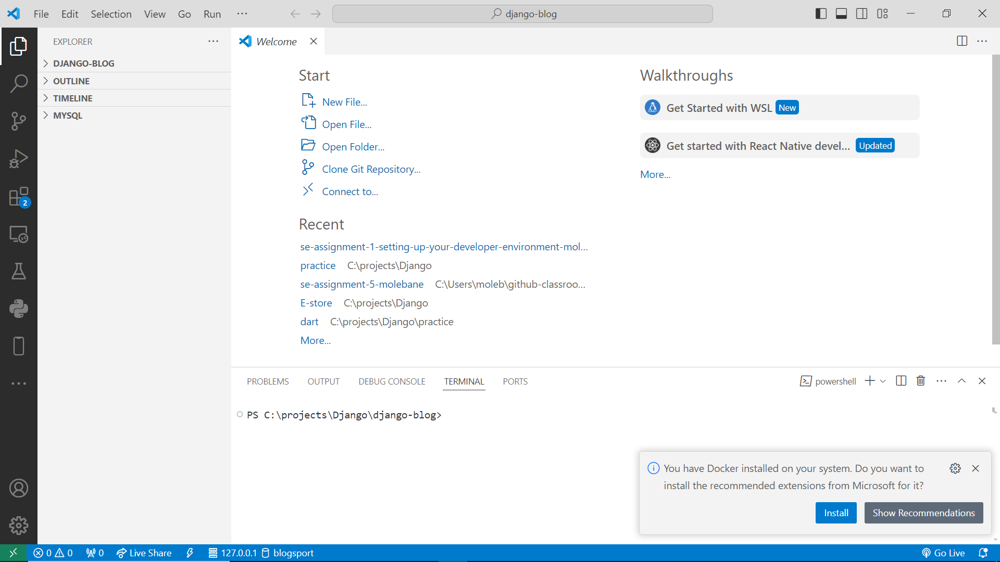 File Edit Selection View Go Run ···
django-blog
EXPLORER
DJANGO-BLOG
OUTLINE
TIMELINE
MYSQL
2
Welcome
Start
New File...
Open File...
Open Folder...
Clone Git Repository...
Connect to...
Recent
se-assignment-1-setting-up-your-developer-environment-mol...
practice C:\projects\Django
se-assignment-5-molebane C:\Users\moleb\github-classroo...
E-store C:\projects\Django
dart C:\projects\Django\practice
More...
Walkthroughs
Get Started with WSL New
Get started with React Native devel... Updated
More...
PROBLEMS OUTPUT DEBUG CONSOLE TERMINAL PORTS
powershell
PS C:\projects\Django\django-blog>
You have Docker installed on your system. Do you want to
install the recommended extensions from Microsoft for it?
Install Show Recommendations
0 0 0 Live Share 127.0.0.1 blogsport Go Live